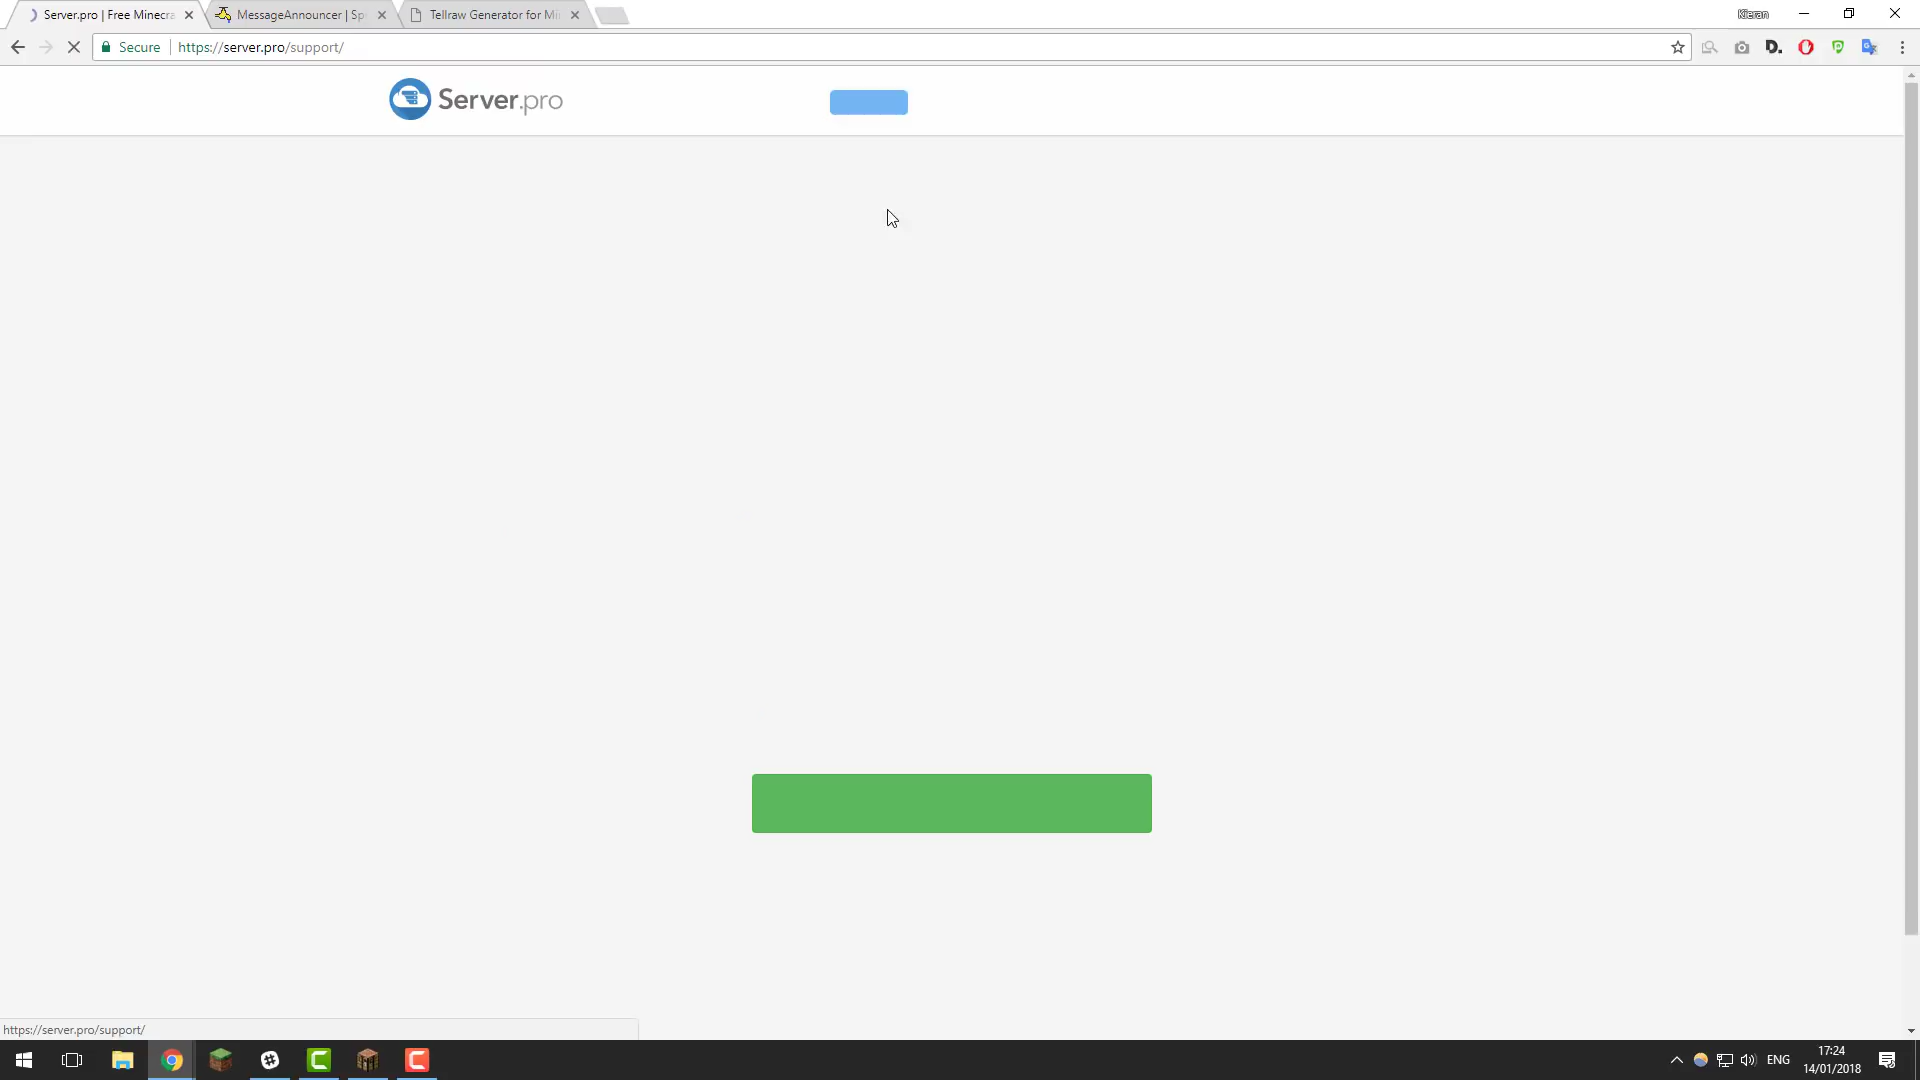 Server.pro | Free Minecra
MessageAnnouncer | Sp
Tellraw Generator for Mi
Kieran
Secure
https://server.pro/support/
Server.pro
https://server.pro/support/
ENG
17:24
14/01/2018